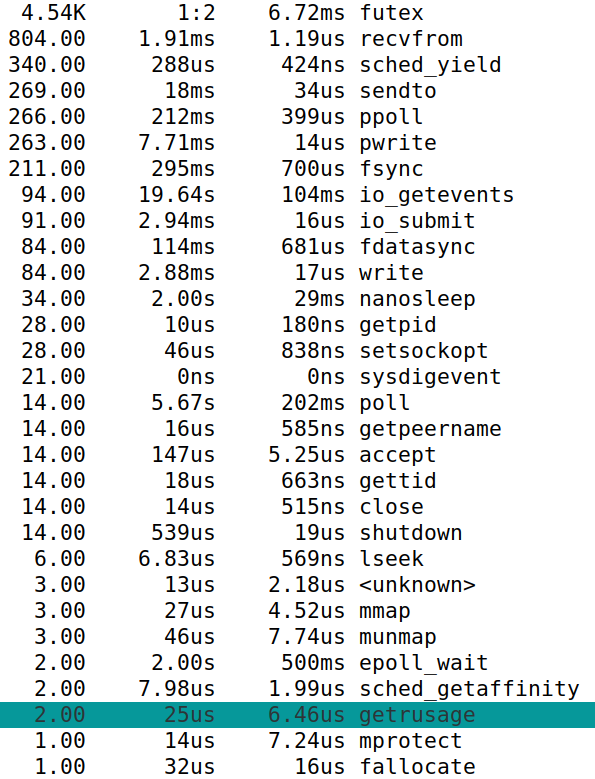 4.54K 1:2 6.72ms futex
804.00 1.91ms 1.19us recvfrom
340.00 288us 424ns sched_yield
269.00 18ms 34us sendto
266.00 212ms 399us ppoll
263.00 7.71ms 14us pwrite
211.00 295ms 700us fsync
94.00 19.64s 104ms io_getevents
91.00 2.94ms 16us io_submit
84.00 114ms 681us fdatasync
84.00 2.88ms 17us write
34.00 2.00s 29ms nanosleep
28.00 10us 180ns getpid
28.00 46us 838ns setsockopt
21.00 0ns 0ns sysdigevent
14.00 5.67s 202ms poll
14.00 16us 585ns getpeername
14.00 147us 5.25us accept
14.00 18us 663ns gettid
14.00 14us 515ns close
14.00 539us 19us shutdown
6.00 6.83us 569ns lseek
3.00 13us 2.18us <unknown>
3.00 27us 4.52us mmap
3.00 46us 7.74us munmap
2.00 2.00s 500ms epoll_wait
2.00 7.98us 1.99us sched_getaffinity
2.00 25us 6.46us getrusage
1.00 14us 7.24us mprotect
1.00 32us 16us fallocate